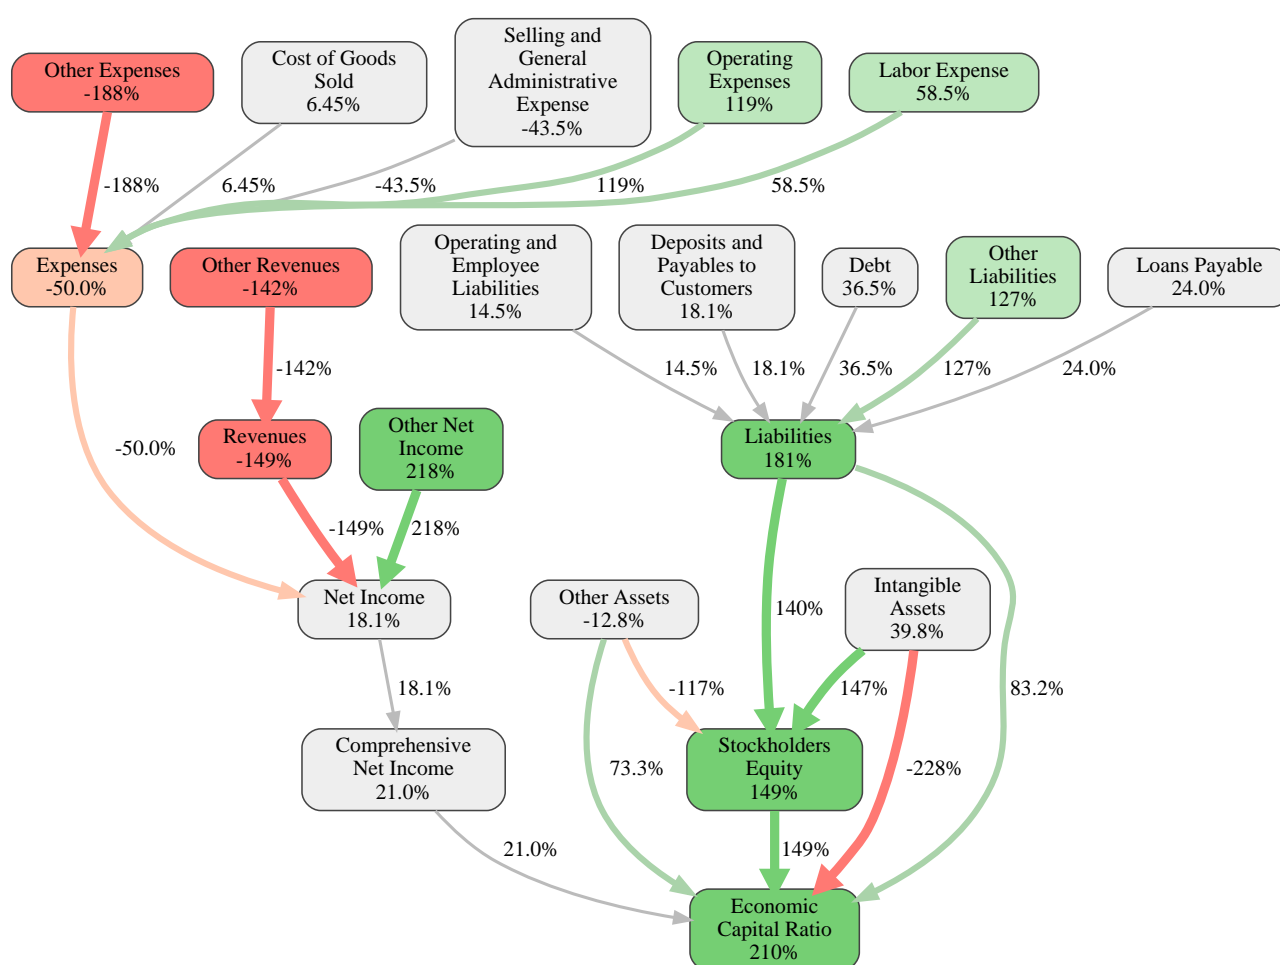 Other Expenses
-188%
Cost of Goods
Sold
6.45%
Selling and
General
Administrative
Expense
-43.5%
Operating
Expenses
119%
Labor Expense
58.5%
-188%
6.45%
-43.5%
119%
58.5%
Expenses
-50.0%
Other Revenues
-142%
Operating and
Employee
Liabilities
14.5%
Deposits and
Payables to
Customers
18.1%
Debt
36.5%
Other
Liabilities
127%
Loans Payable
24.0%
-142%
14.5%
18.1%
36.5%
127%
24.0%
-50.0%
Revenues
-149%
Other Net
Income
218%
Liabilities
181%
-149%
218%
Net Income
18.1%
Other Assets
-12.8%
140%
Intangible
Assets
39.8%
18.1%
-117%
147%
83.2%
Comprehensive
Net Income
21.0%
73.3%
Stockholders
Equity
149%
-228%
21.0%
149%
Economic
Capital Ratio
210%